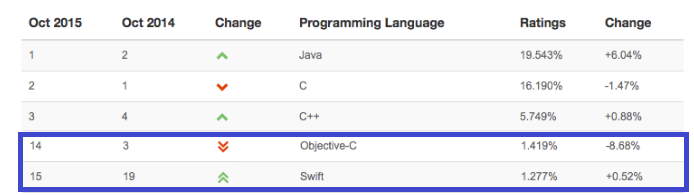 Oct 2015 Oct 2014 Change Programming Language Ratings Change
1 2 Java 19.543% +6.04%
2 1 C 16.190% -1.47%
3 4 C++ 5.749% +0.88%
14 3 Objective-C 1.419% -8.68%
15 19 Swift 1.277% +0.52%